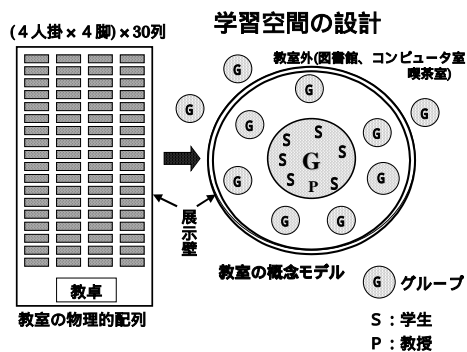 学習空間の設計
(４人掛×４脚)×30列
教室外(図書館、コンピュータ室
喫茶室)
G
G
G
G
G
G
G
G
G
G
S
S
S
S
S
S
G
P
展示壁
教卓
教室の物理的配列
教室の概念モデル
G グループ
S：学生
P：教授